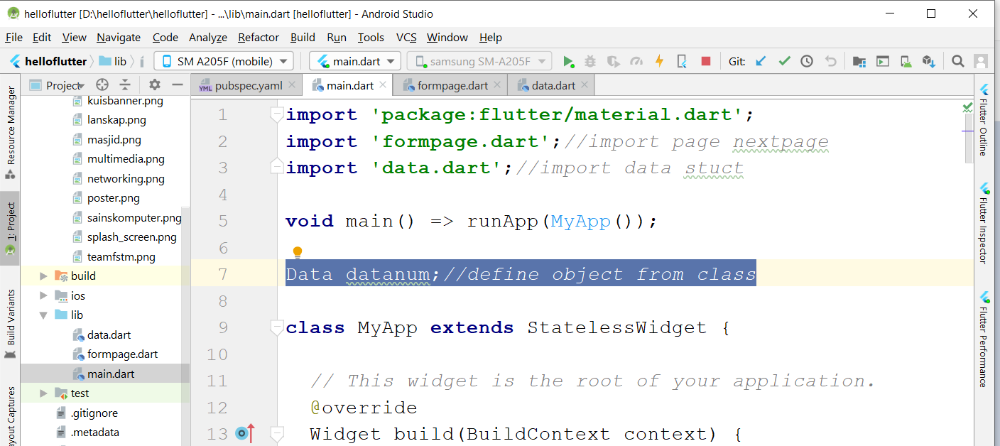 helloflutter [D:\helloflutter\helloflutter] - ...\lib\main.dart [helloflutter] - Android Studio
File Edit View Navigate Code Analyze Refactor Build Run Tools VCS Window Help
helloflutter lib SM A205F (mobile) main.dart samsung SM-A205F Git:
Project pubspec.yaml main.dart formpage.dart data.dart
YML
Resource Manager
1: Project
Build Variants
ayout Captures
kuisbanner.png
lanskap.png
masjid.png
multimedia.png
networking.png
poster.png
sainskomputer.png
splash_screen.png
teamfstm.png
build
ios
lib
data.dart
formpage.dart
main.dart
test
.gitignore
.metadata
1 import 'package:flutter/material.dart';
2 import 'formpage.dart';//import page nextpage
3 import 'data.dart';//import data stuct
4
5 void main() => runApp(MyApp());
6
7 Data datanum;//define object from class
8
9 class MyApp extends StatelessWidget {
10
11 // This widget is the root of your application.
12 @override
13 Widget build(BuildContext context) {
Flutter Outline
Flutter Inspector
Flutter Performance